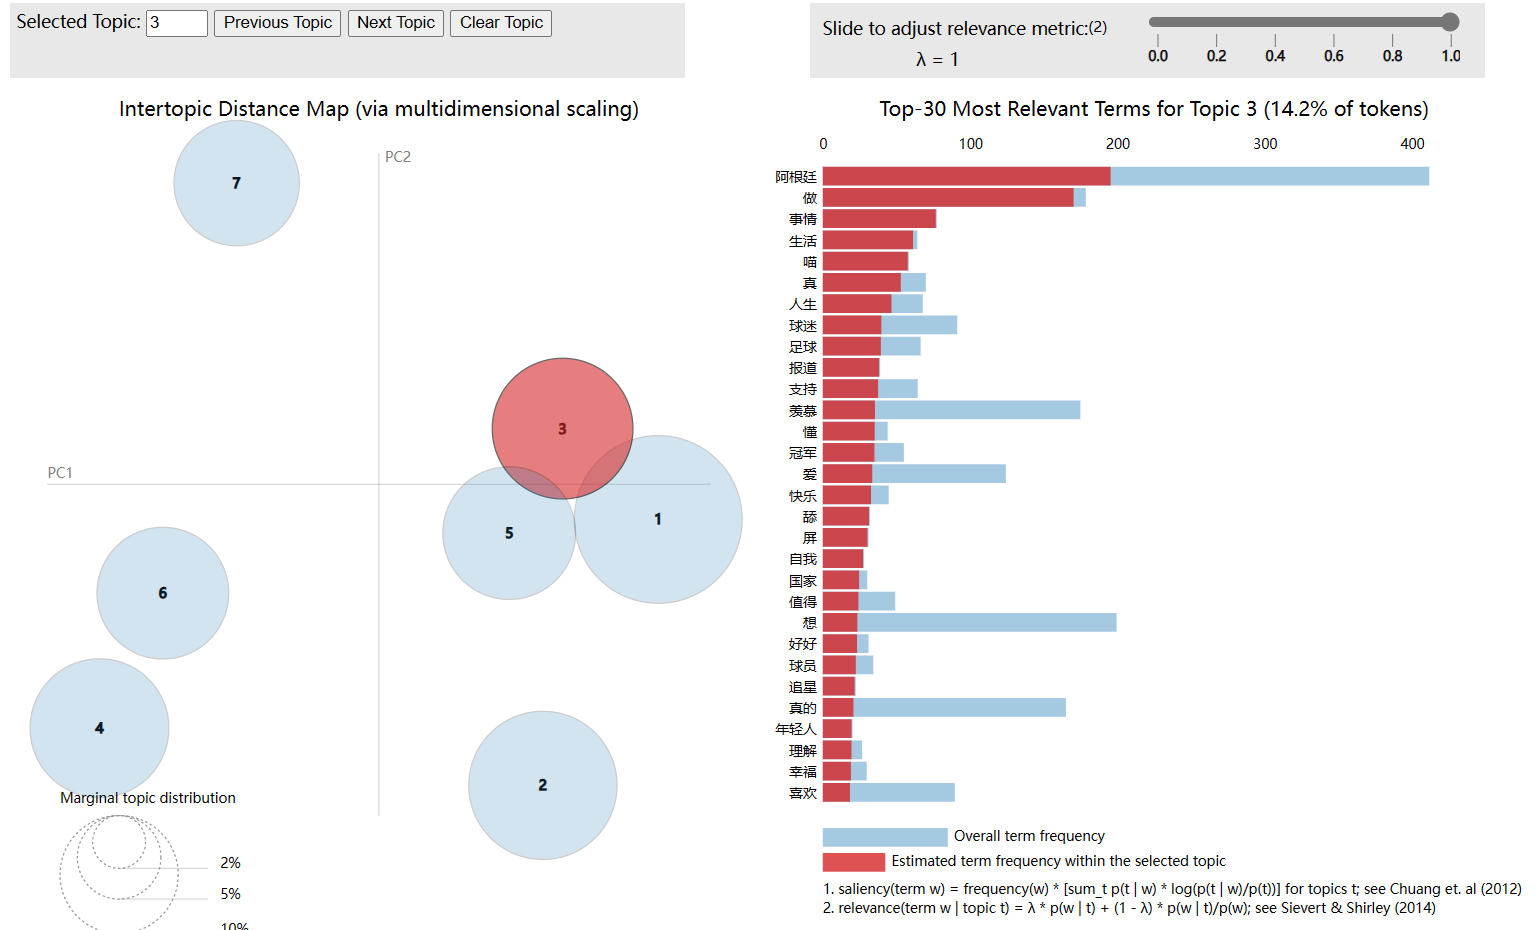 Selected Topic: 3 Previous Topic Next Topic Clear Topic
Slide to adjust relevance metric:(2)
λ = 1
0.0 0.2 0.4 0.6 0.8 1.0
Intertopic Distance Map (via multidimensional scaling)
PC2
PC1
7
3
1
5
6
4
2
Marginal topic distribution
2%
5%
10%
Top-30 Most Relevant Terms for Topic 3 (14.2% of tokens)
0 100 200 300 400
阿根廷
做
事情
生活
喵
真
人生
球迷
足球
报道
支持
羡慕
懂
冠军
爱
快乐
舔
屏
自我
国家
值得
想
好好
球员
追星
真的
年轻人
理解
幸福
喜欢
Overall term frequency
Estimated term frequency within the selected topic
1. saliency(term w) = frequency(w) * [sum_t p(t | w) * log(p(t | w)/p(t))] for topics t; see Chuang et. al (2012)
2. relevance(term w | topic t) = λ * p(w | t) + (1 - λ) * p(w | t)/p(w); see Sievert & Shirley (2014)